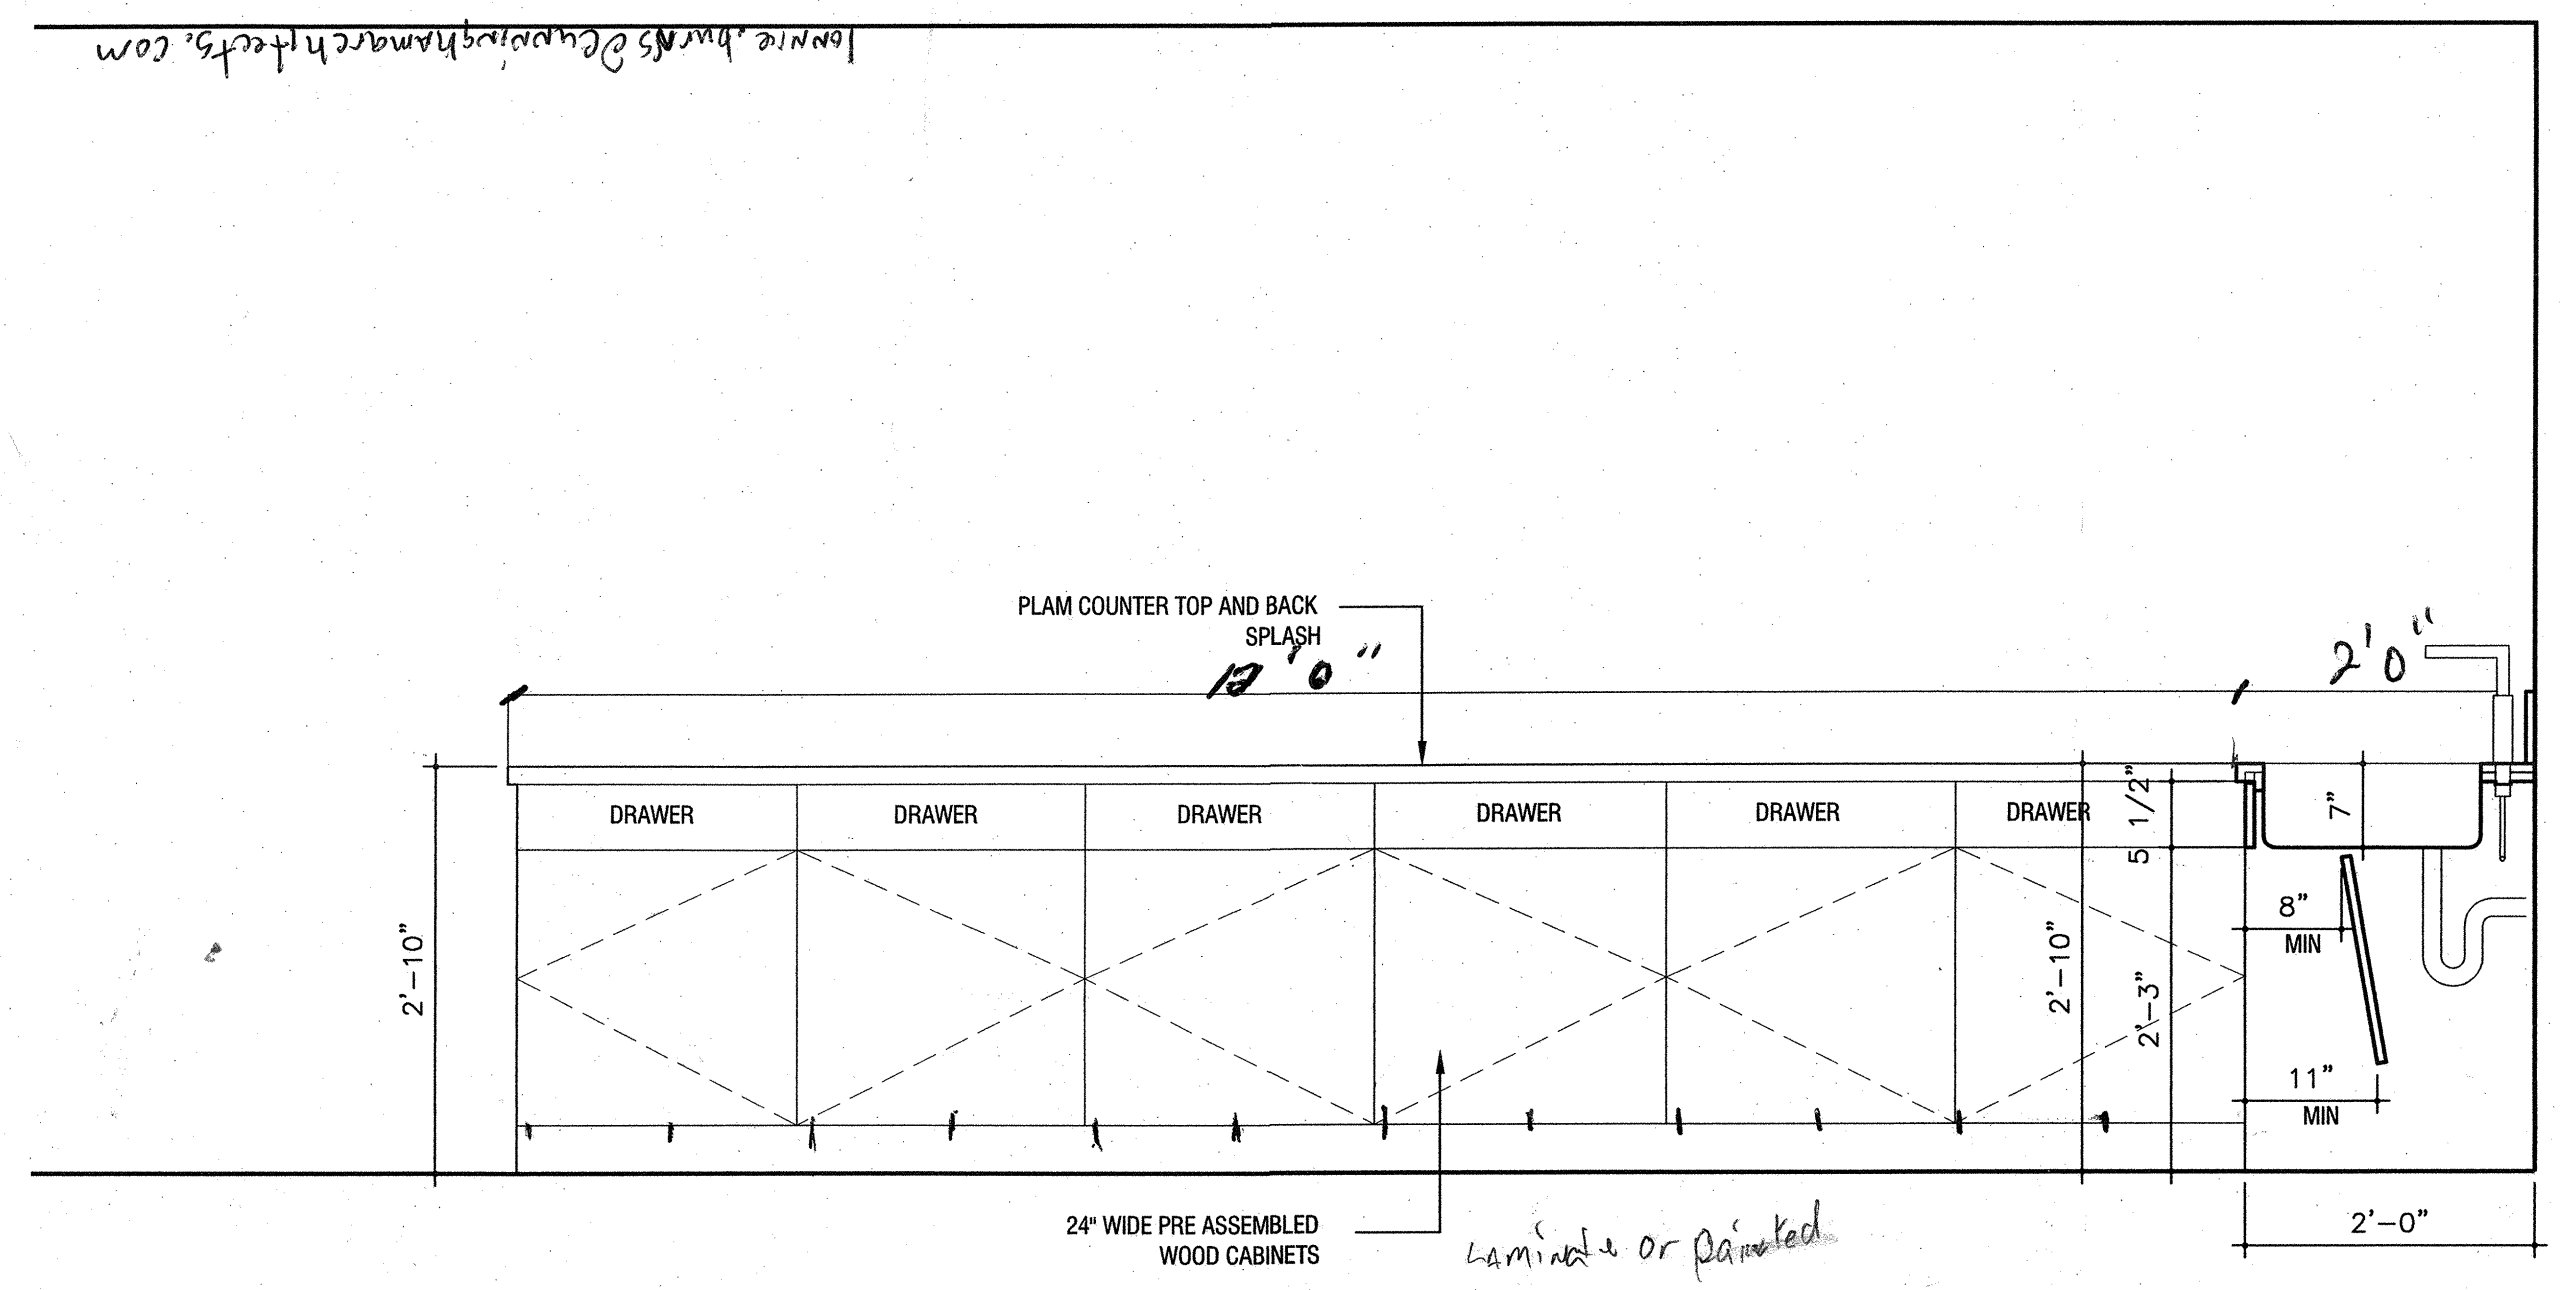 lonnie.burns@cunninghamarchitects.com
PLAM COUNTER TOP AND BACK
SPLASH
12'0"
2'0"
DRAWER
DRAWER
DRAWER
DRAWER
DRAWER
DRAWER
5 1/2"
7"
2'-10"
2'-10"
2'-3"
8"
MIN
11"
MIN
24" WIDE PRE ASSEMBLED
WOOD CABINETS
Laminate or painted
2'-0"